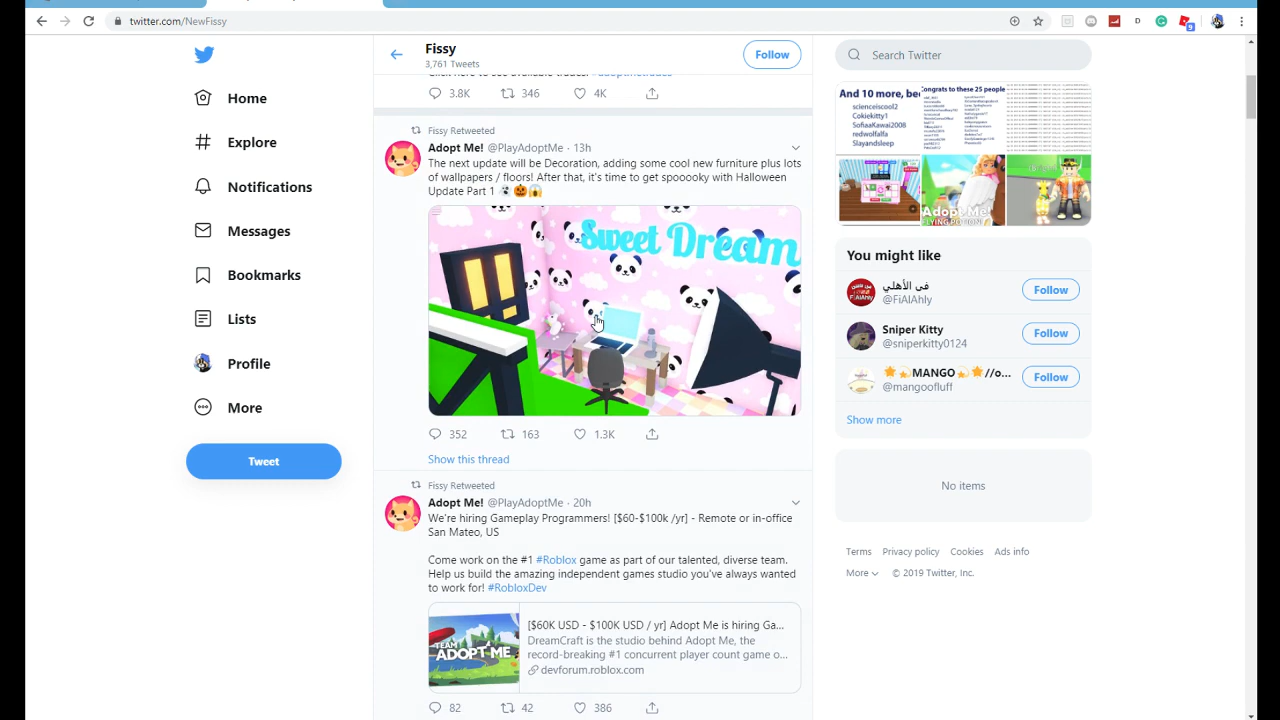 twitter.com/NewFissy
Fissy
3,761 Tweets
Follow
Search Twitter
Home
Explore
Notifications
Messages
Bookmarks
Lists
Profile
More
Tweet
3.8K 346 4K
Fissy Retweeted
Adopt Me! @PlayAdoptMe · 13h
The next update will be Decoration, adding some cool new furniture plus lots
of wallpapers / floors! After that, it's time to get spooooky with Halloween
Update Part 1
Sweet Dream
352 163 1.3K
Show this thread
Fissy Retweeted
Adopt Me! @PlayAdoptMe · 20h
We're hiring Gameplay Programmers! [$60-$100k /yr] - Remote or in-office
San Mateo, US
Come work on the #1 #Roblox game as part of our talented, diverse team.
Help us build the amazing independent games studio you've always wanted
to work for! #RobloxDev
TEAM
ADOPT ME
[$60K USD - $100K USD / yr] Adopt Me is hiring Ga...
DreamCraft is the studio behind Adopt Me, the
record-breaking #1 concurrent player count game o...
devforum.roblox.com
82 42 386
And 10 more, be
scienceiscool2
Cokiekitty1
SofiaaKawai2008
redwolfalfa
Slayandsleep
Congrats to these 25 people
Adopt Me!
FLYING POTION!
You might like
في الأهلي
@FiAlAhly
Follow
Sniper Kitty
@sniperkitty0124
Follow
MANGO //o...
@mangoofluff
Follow
Show more
No items
Terms Privacy policy Cookies Ads info
More © 2019 Twitter, Inc.